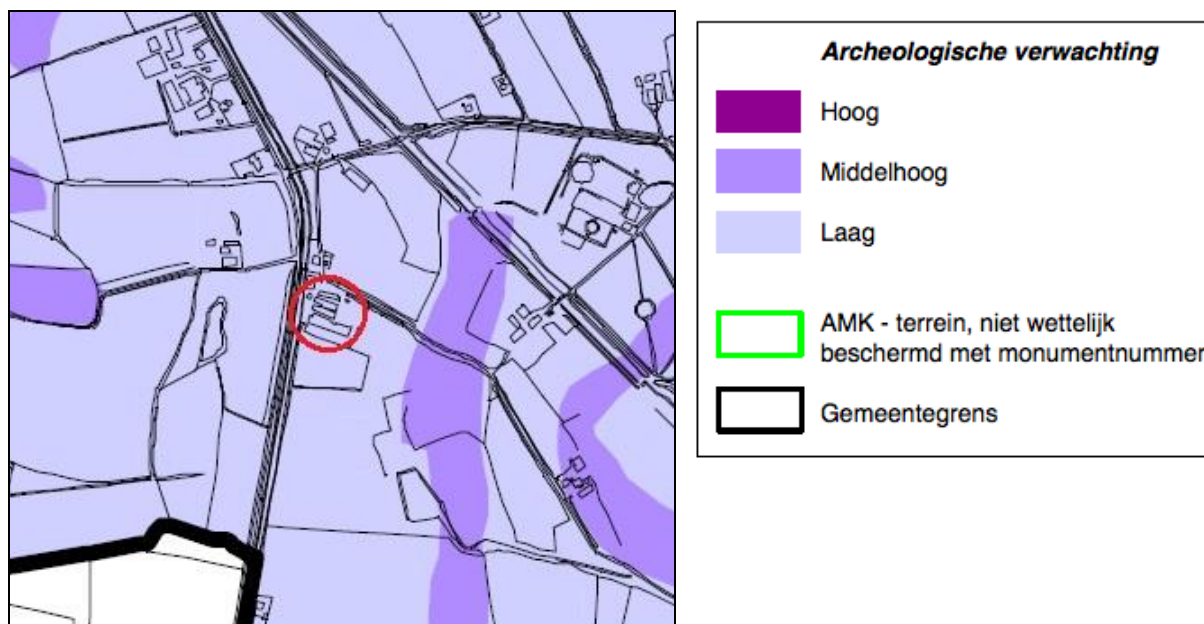 Archeologische verwachting
Hoog
Middelhoog
Laag
AMK - terrein, niet wettelijk
beschermd met monumentnummer
Gemeentegrens